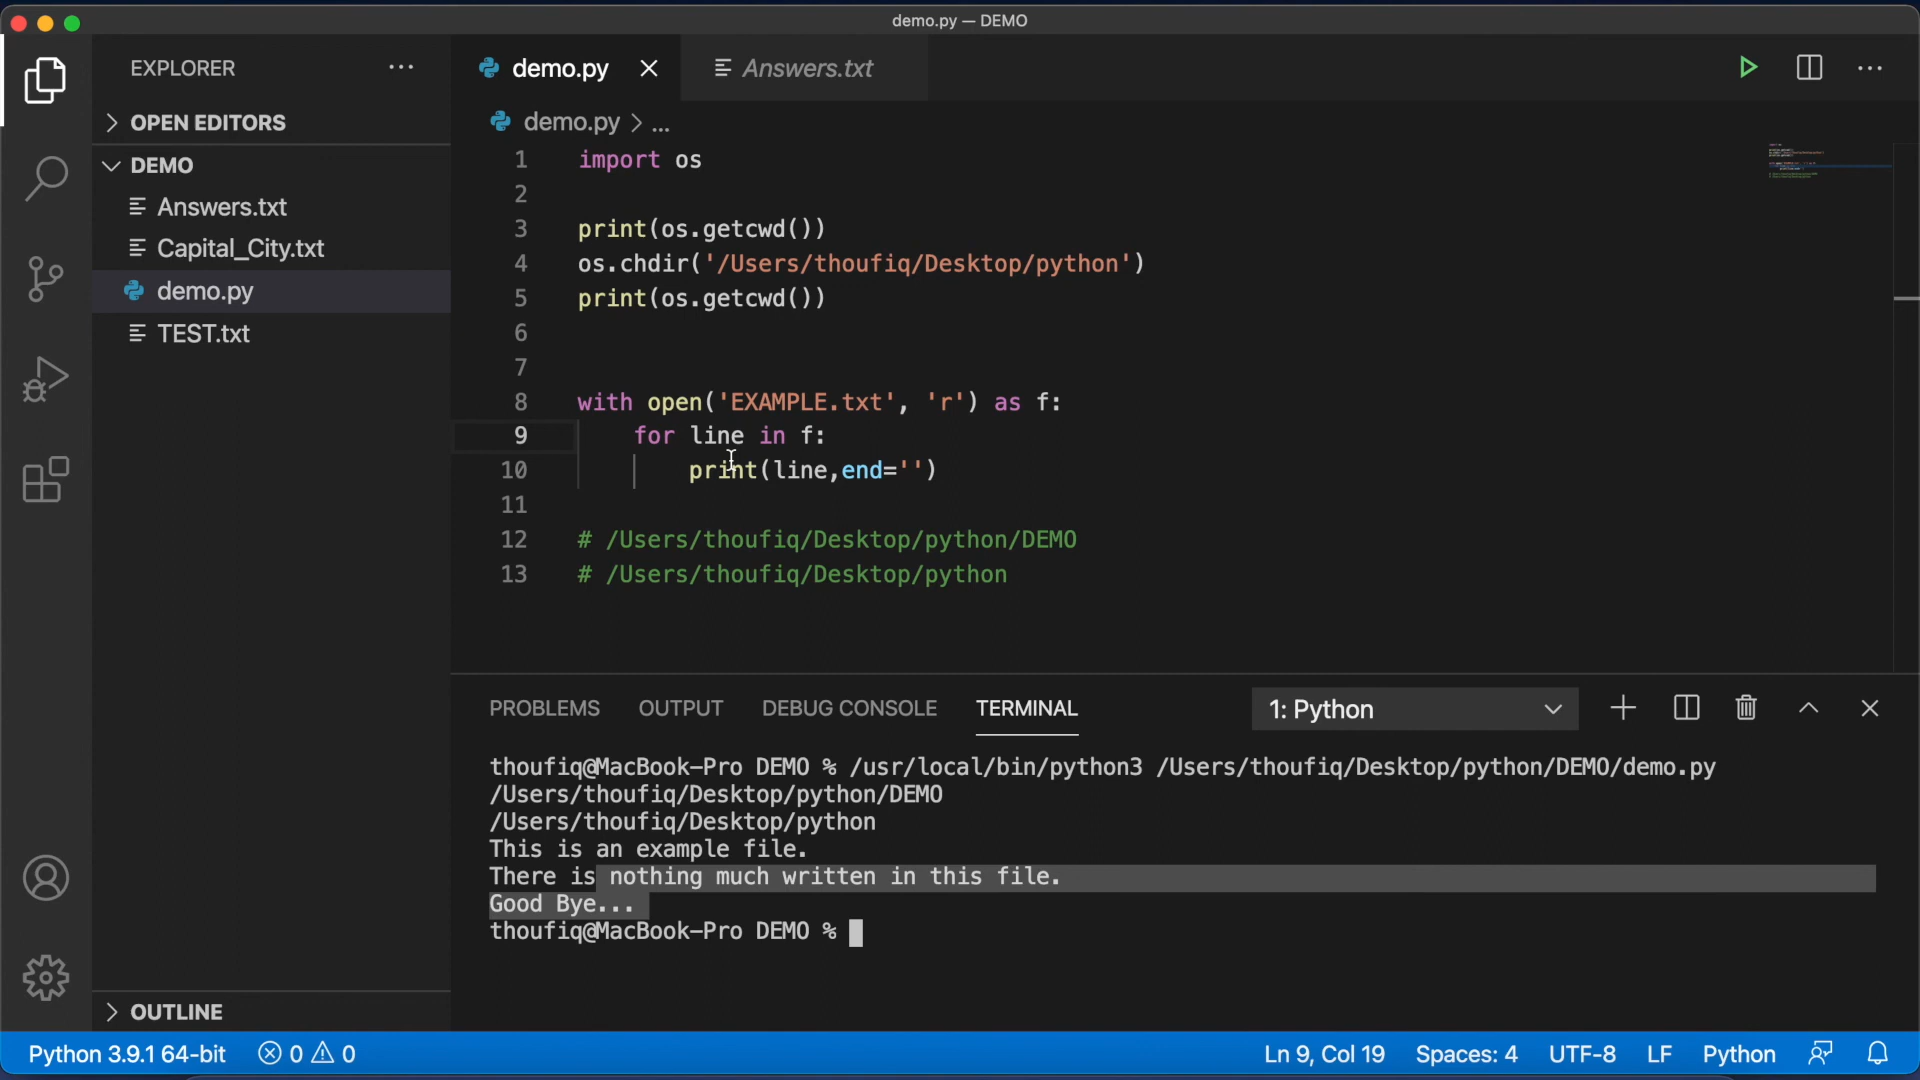 demo.py — DEMO
EXPLORER
OPEN EDITORS
DEMO
Answers.txt
Capital_City.txt
demo.py
TEST.txt
OUTLINE
demo.py
Answers.txt
demo.py > ...
1 import os
2
3 print(os.getcwd())
4 os.chdir('/Users/thoufiq/Desktop/python')
5 print(os.getcwd())
6
7
8 with open('EXAMPLE.txt', 'r') as f:
9 for line in f:
10 print(line,end='')
11
12 # /Users/thoufiq/Desktop/python/DEMO
13 # /Users/thoufiq/Desktop/python
PROBLEMS OUTPUT DEBUG CONSOLE TERMINAL 1: Python
thoufiq@MacBook-Pro DEMO % /usr/local/bin/python3 /Users/thoufiq/Desktop/python/DEMO/demo.py
/Users/thoufiq/Desktop/python/DEMO
/Users/thoufiq/Desktop/python
This is an example file.
There is nothing much written in this file.
Good Bye...
thoufiq@MacBook-Pro DEMO %
Python 3.9.1 64-bit 0 0 Ln 9, Col 19 Spaces: 4 UTF-8 LF Python